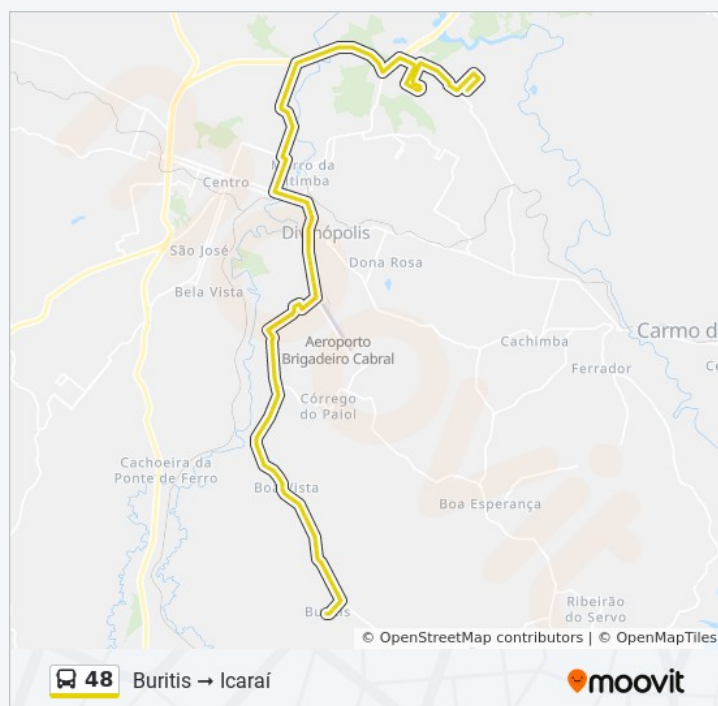 Morro da
Gutimba
Centro
Divinópolis
São José
Dona Rosa
Bela Vista
Aeroporto
Brigadeiro Cabral
Cachimba
Carmo d
Ferrador
Ce
Córrego
do Paiol
Cachoeira da
Ponte de Ferro
Boa Vista
Boa Esperança
Buritis
Ribeirão
do Servo
© OpenStreetMap contributors | © OpenMapTiles
48 Buritis → Icaraí
moovit